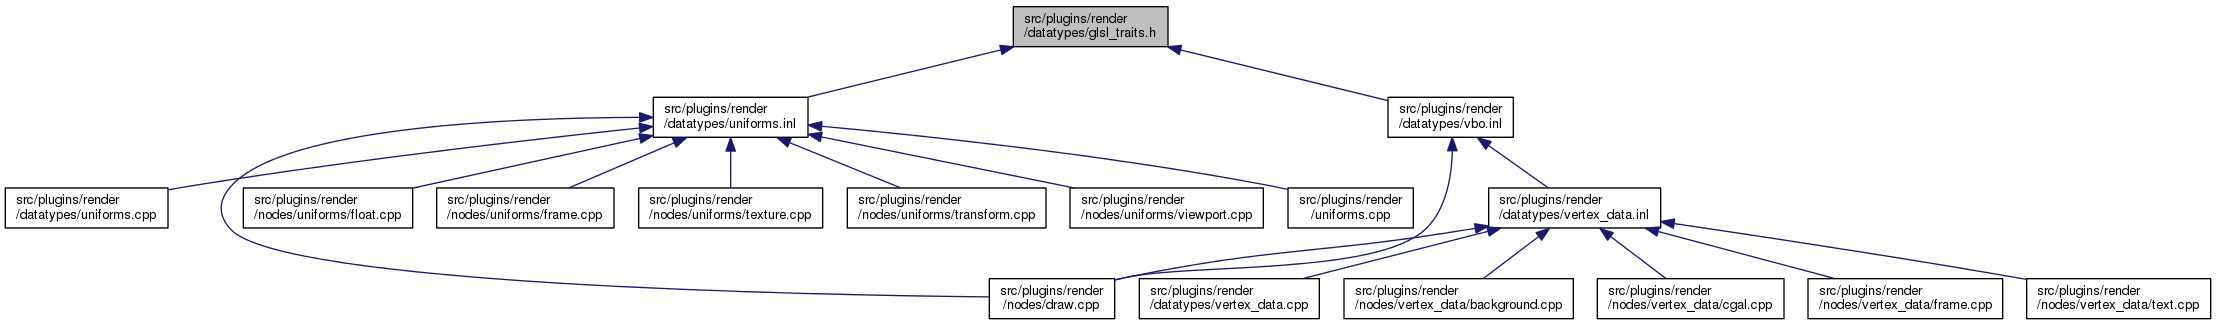 src/plugins/render
/datatypes/glsl_traits.h
src/plugins/render
/datatypes/uniforms.inl
src/plugins/render
/datatypes/vbo.inl
src/plugins/render
/datatypes/uniforms.cpp
src/plugins/render
/nodes/uniforms/float.cpp
src/plugins/render
/nodes/uniforms/frame.cpp
src/plugins/render
/nodes/uniforms/texture.cpp
src/plugins/render
/nodes/uniforms/transform.cpp
src/plugins/render
/nodes/uniforms/viewport.cpp
src/plugins/render
/uniforms.cpp
src/plugins/render
/datatypes/vertex_data.inl
src/plugins/render
/nodes/draw.cpp
src/plugins/render
/datatypes/vertex_data.cpp
src/plugins/render
/nodes/vertex_data/background.cpp
src/plugins/render
/nodes/vertex_data/cgal.cpp
src/plugins/render
/nodes/vertex_data/frame.cpp
src/plugins/render
/nodes/vertex_data/text.cpp